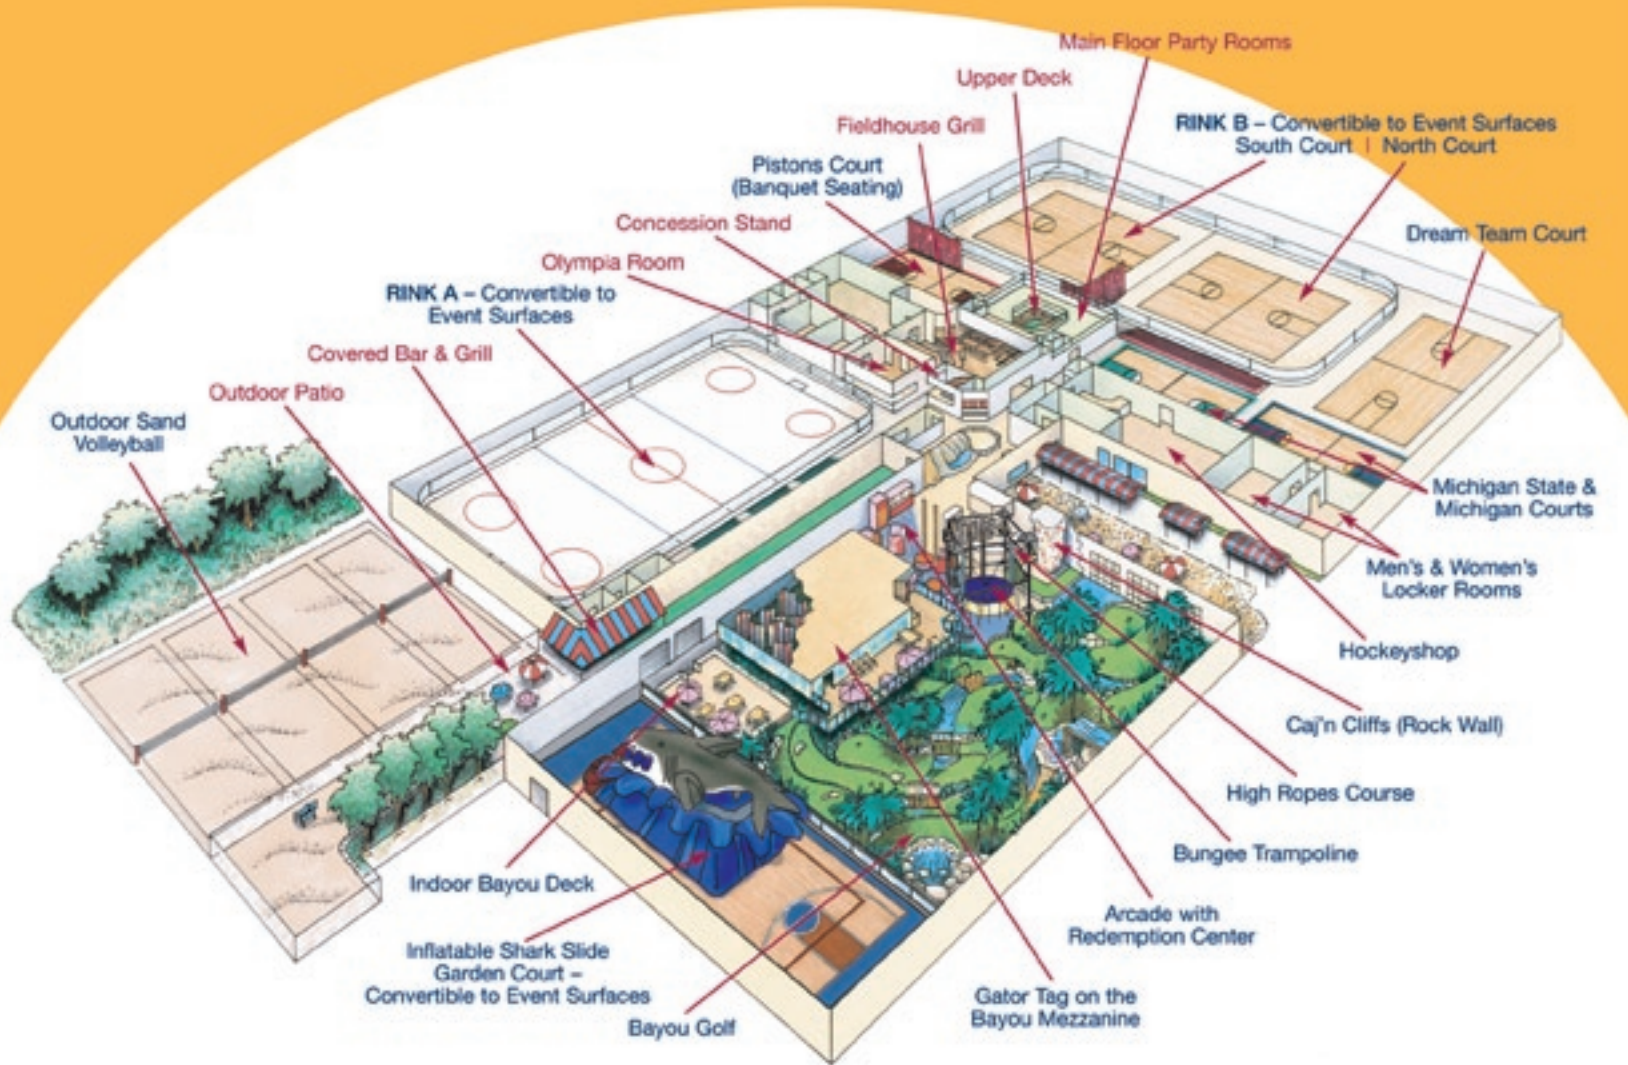 Main Floor Party Rooms
Upper Deck
Fieldhouse Grill
RINK B – Convertible to Event Surfaces
South Court | North Court
Pistons Court
(Banquet Seating)
Concession Stand
Dream Team Court
Olympia Room
RINK A – Convertible to
Event Surfaces
Covered Bar & Grill
Outdoor Patio
Outdoor Sand
Volleyball
Michigan State &
Michigan Courts
Men's & Women's
Locker Rooms
Hockeyshop
Caj'n Cliffs (Rock Wall)
High Ropes Course
Bungee Trampoline
Indoor Bayou Deck
Arcade with
Redemption Center
Inflatable Shark Slide
Garden Court –
Convertible to Event Surfaces
Gator Tag on the
Bayou Mezzanine
Bayou Golf